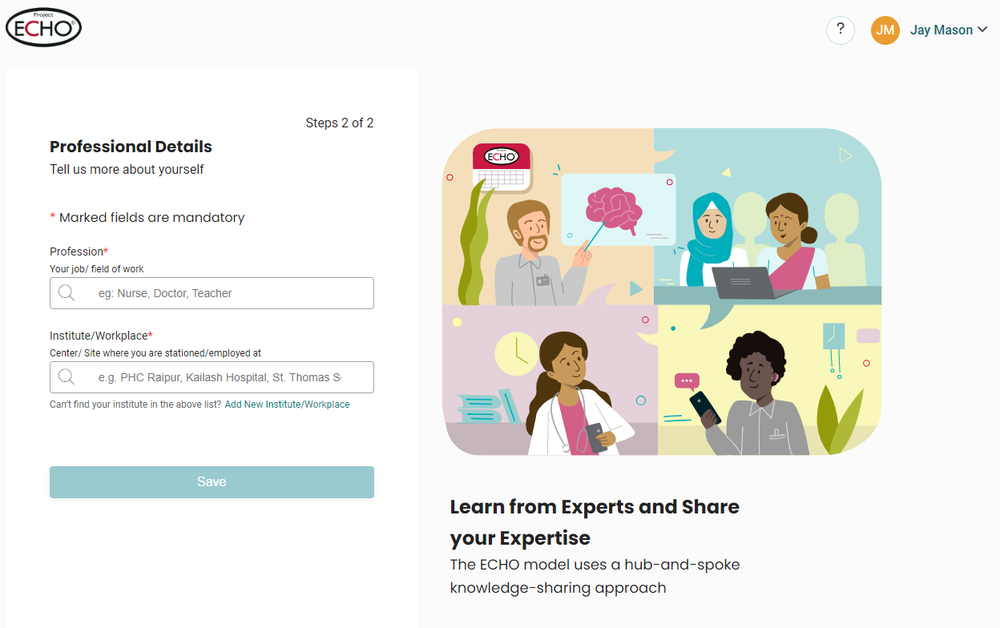 Project
ECHO®
?
JM
Jay Mason
Steps 2 of 2
Professional Details
Tell us more about yourself
* Marked fields are mandatory
Profession*
Your job/ field of work
eg: Nurse, Doctor, Teacher
Institute/Workplace*
Center/ Site where you are stationed/employed at
e.g. PHC Raipur, Kailash Hospital, St. Thomas
Can't find your institute in the above list? Add New Institute/Workplace
Save
Project
ECHO
Learn from Experts and Share
your Expertise
The ECHO model uses a hub-and-spoke
knowledge-sharing approach